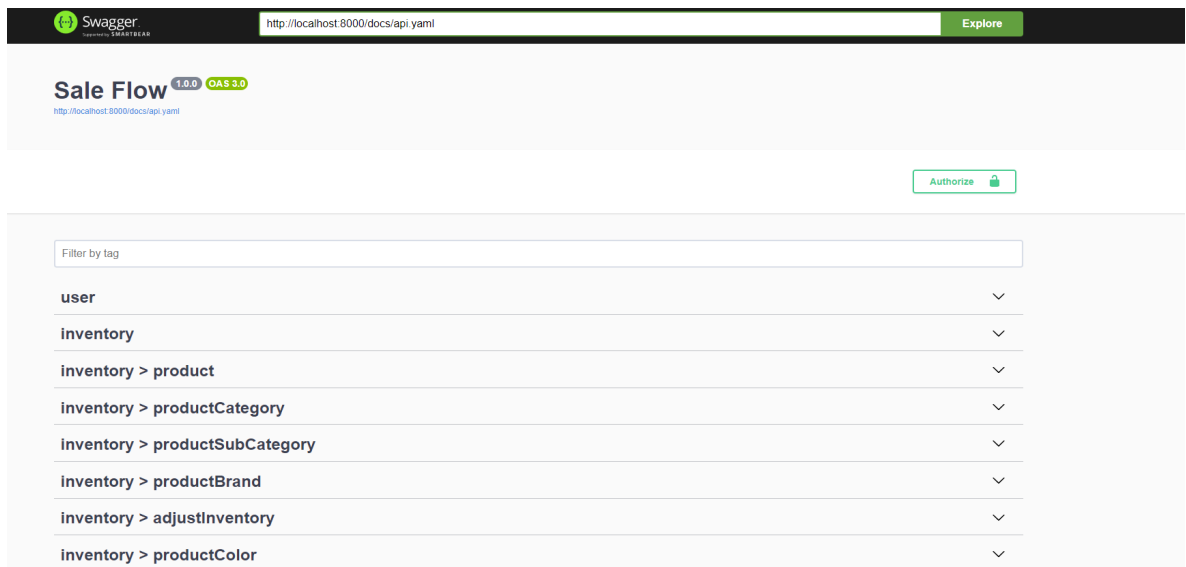 {··} Swagger.
Supported by SMARTBEAR
http://localhost:8000/docs/api.yaml
Explore
Sale Flow 1.0.0 OAS 3.0
http://localhost:8000/docs/api.yaml
Authorize
Filter by tag
user
inventory
inventory > product
inventory > productCategory
inventory > productSubCategory
inventory > productBrand
inventory > adjustInventory
inventory > productColor